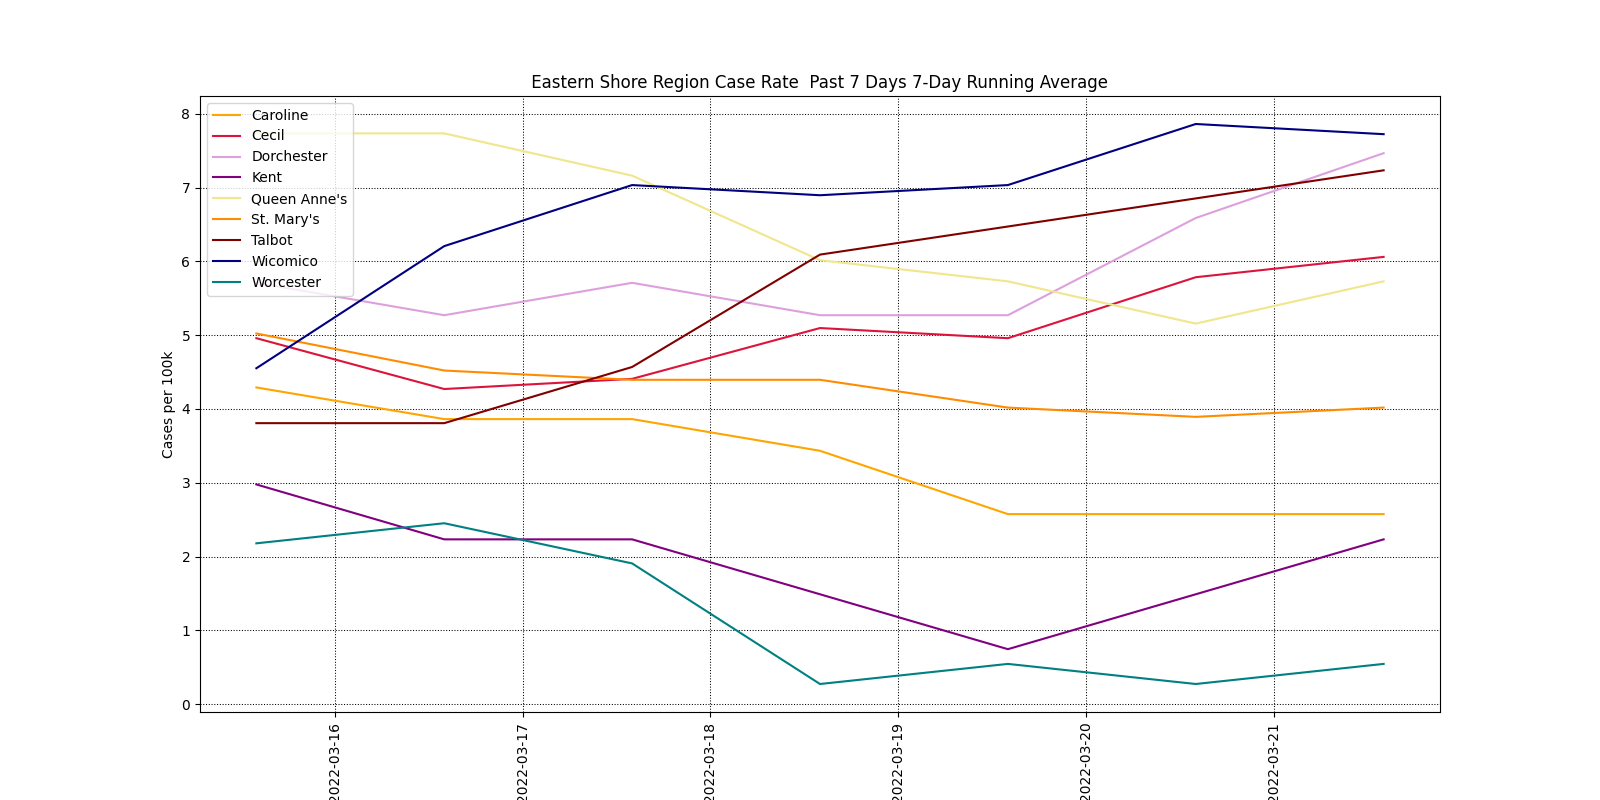 Eastern Shore Region Case Rate  Past 7 Days 7-Day Running Average
Caroline
Cecil
Dorchester
Kent
Queen Anne's
St. Mary's
Talbot
Wicomico
Worcester
Cases per 100k
8
7
6
5
4
3
2
1
0
2022-03-16
2022-03-17
2022-03-18
2022-03-19
2022-03-20
2022-03-21